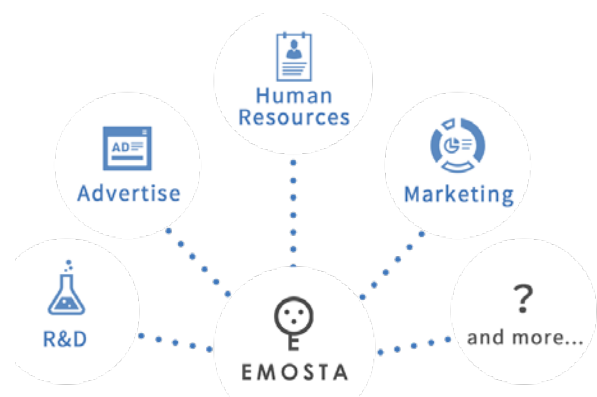 Human
Resources
AD
Advertise
Marketing
R&D
?
and more...
E
EMOSTA